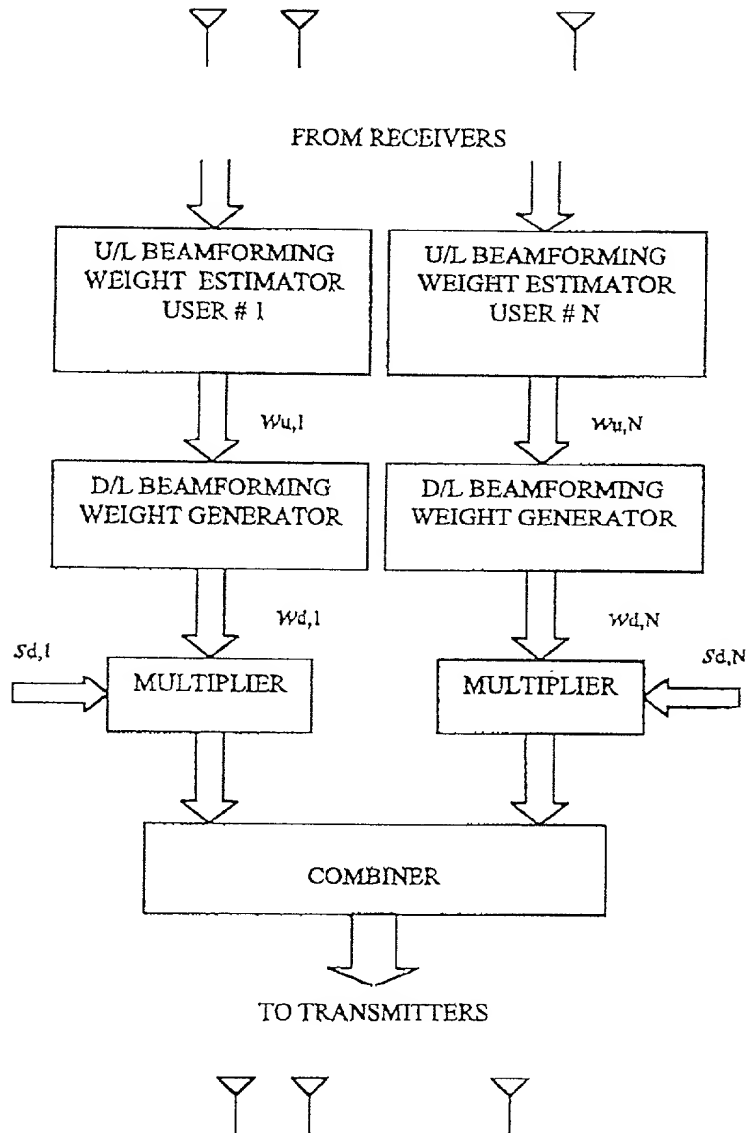 FROM RECEIVERS
U/L BEAMFORMING
WEIGHT ESTIMATOR
USER # 1
U/L BEAMFORMING
WEIGHT ESTIMATOR
USER # N
wu,1
wu,N
D/L BEAMFORMING
WEIGHT GENERATOR
D/L BEAMFORMING
WEIGHT GENERATOR
wd,1
wd,N
sd,1
sd,N
MULTIPLIER
MULTIPLIER
COMBINER
TO TRANSMITTERS